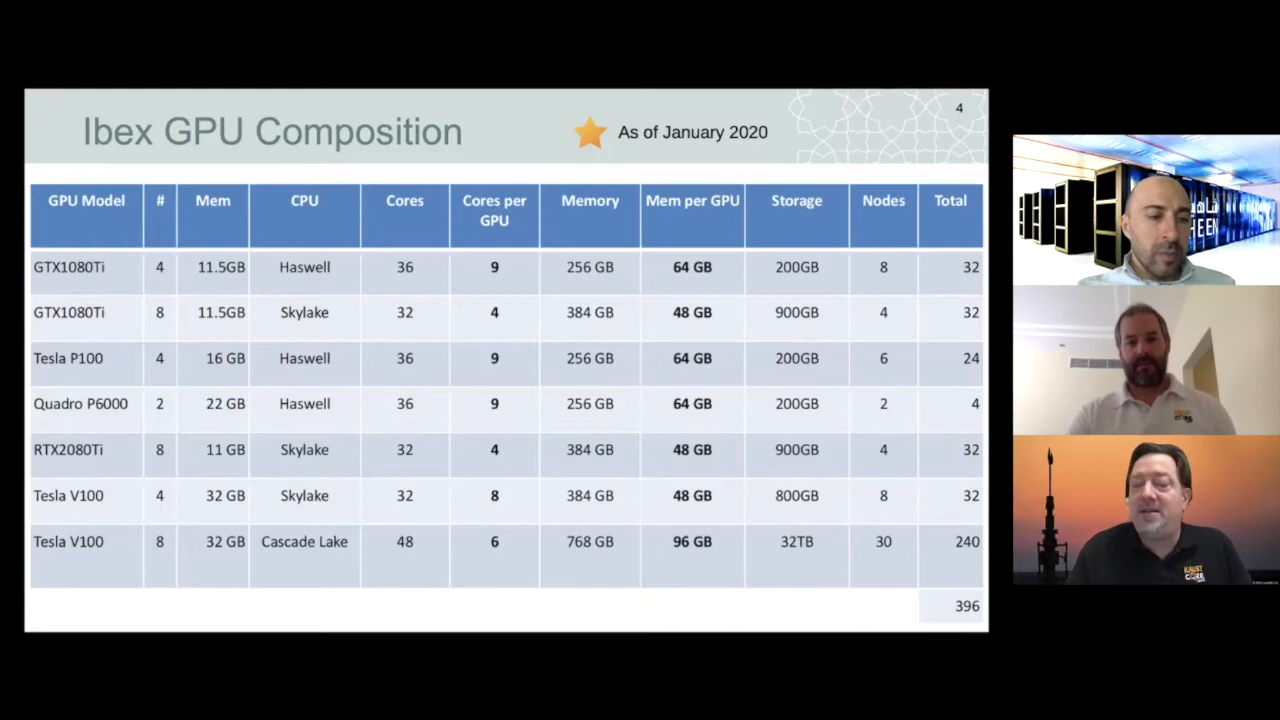 Ibex GPU Composition
As of January 2020
4
GPU Model # Mem CPU Cores Cores per GPU Memory Mem per GPU Storage Nodes Total
GTX1080Ti 4 11.5GB Haswell 36 9 256 GB 64 GB 200GB 8 32
GTX1080Ti 8 11.5GB Skylake 32 4 384 GB 48 GB 900GB 4 32
Tesla P100 4 16 GB Haswell 36 9 256 GB 64 GB 200GB 6 24
Quadro P6000 2 22 GB Haswell 36 9 256 GB 64 GB 200GB 2 4
RTX2080Ti 8 11 GB Skylake 32 4 384 GB 48 GB 900GB 4 32
Tesla V100 4 32 GB Skylake 32 8 384 GB 48 GB 800GB 8 32
Tesla V100 8 32 GB Cascade Lake 48 6 768 GB 96 GB 32TB 30 240
396
KAUST
CORE